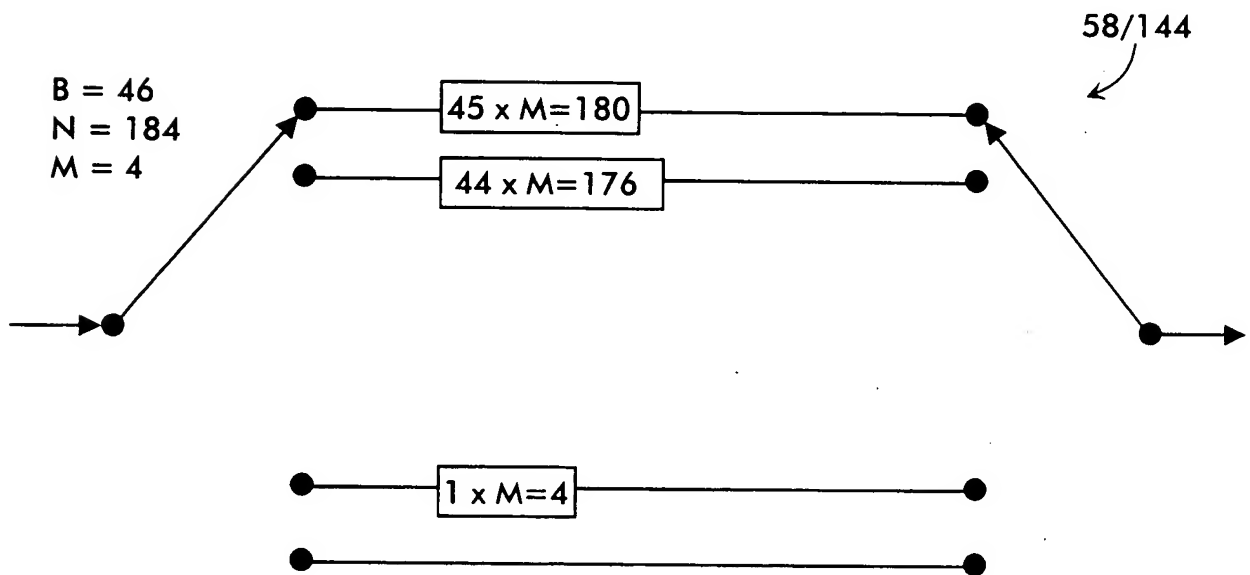 58/144
B = 46
N = 184
M = 4
45 x M=180
44 x M=176
1 x M=4